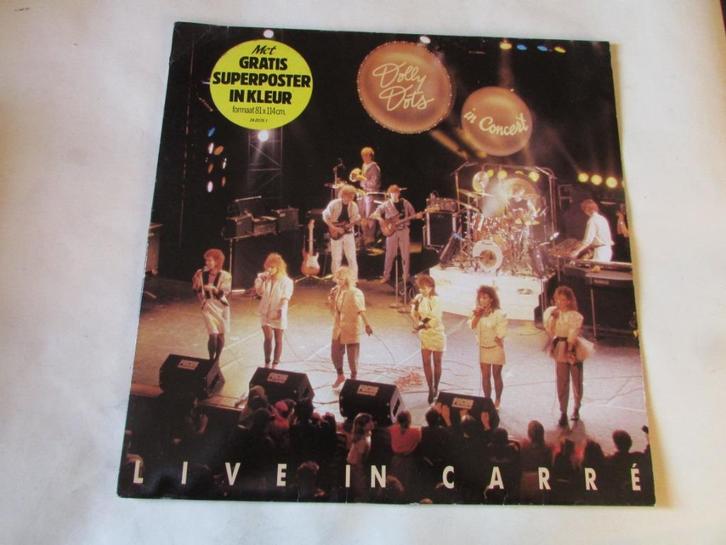 Met
GRATIS
SUPERPOSTER
IN KLEUR
formaat 81 x 114 cm.
Dolly
Dots
in Concert
LIVE IN CARRÉ